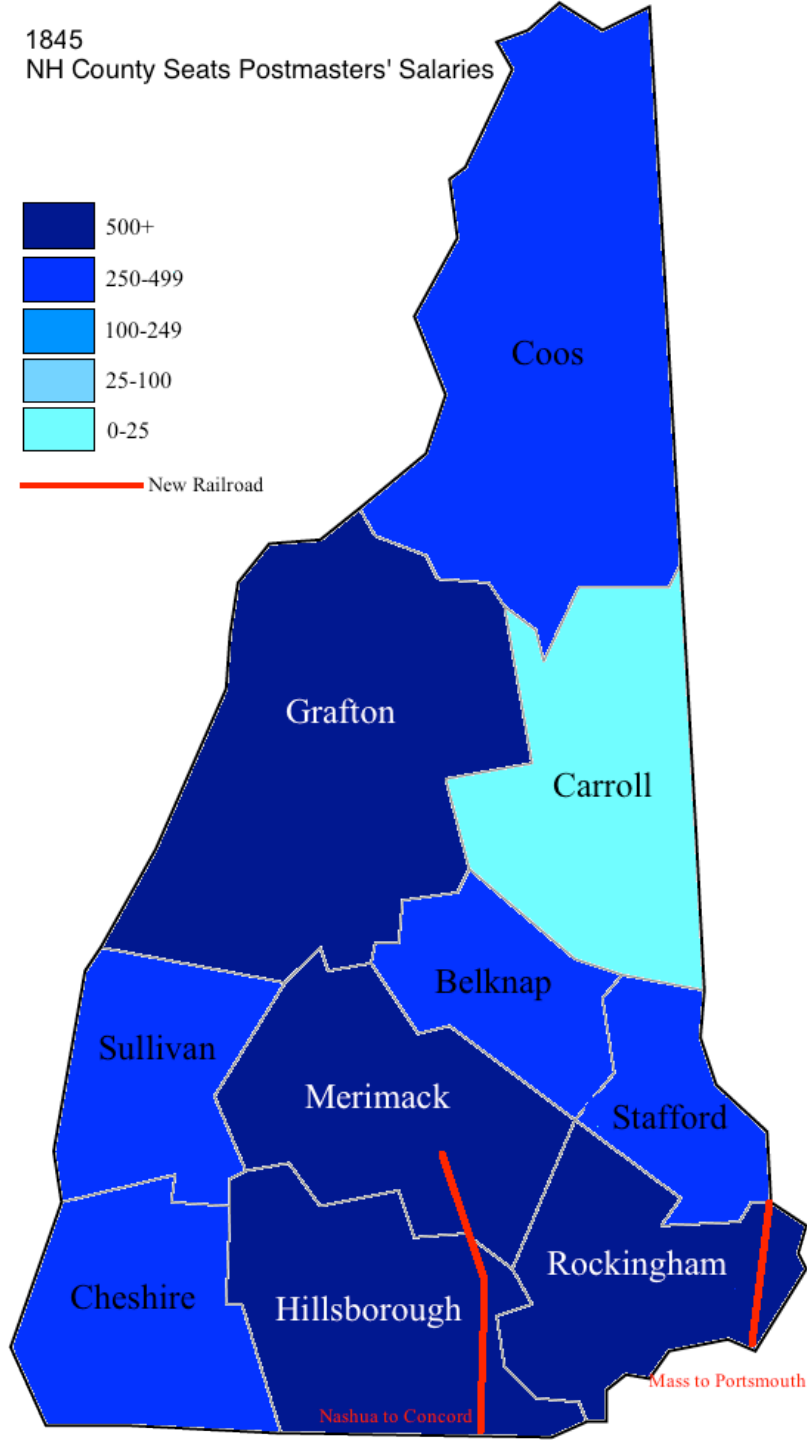 1845
NH County Seats Postmasters' Salaries
500+
250-499
100-249
25-100
0-25
New Railroad
Coos
Grafton
Carroll
Belknap
Sullivan
Merimack
Stafford
Rockingham
Cheshire
Hillsborough
Mass to Portsmouth
Nashua to Concord